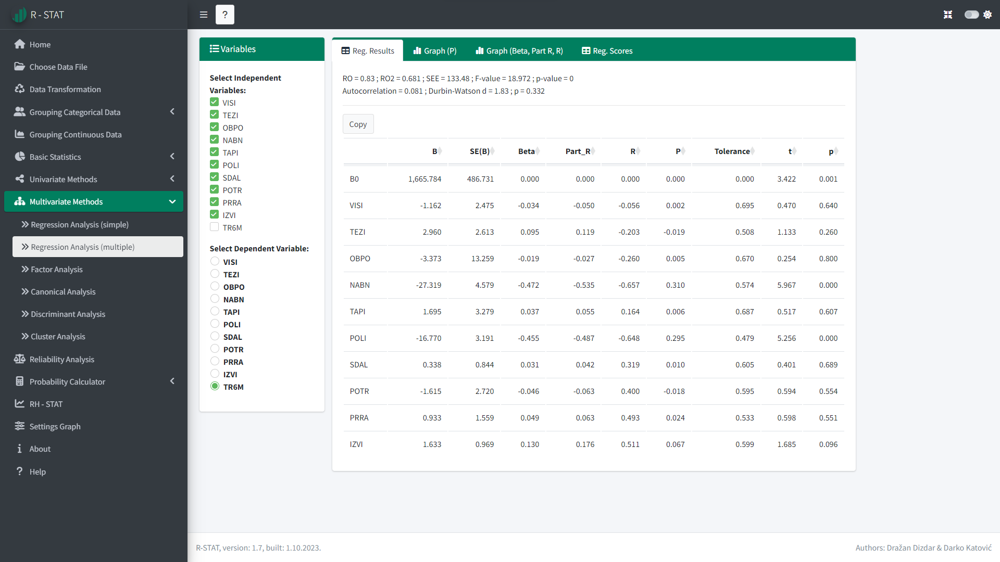 R - STAT
?
Home
Choose Data File
Data Transformation
Grouping Categorical Data
Grouping Continuous Data
Basic Statistics
Univariate Methods
Multivariate Methods
Regression Analysis (simple)
Regression Analysis (multiple)
Factor Analysis
Canonical Analysis
Discriminant Analysis
Cluster Analysis
Reliability Analysis
Probability Calculator
RH - STAT
Settings Graph
About
Help
Variables
Select Independent
Variables:
VISI
TEZI
OBPO
NABN
TAPI
POLI
SDAL
POTR
PRRA
IZVI
TR6M
Select Dependent Variable:
VISI
TEZI
OBPO
NABN
TAPI
POLI
SDAL
POTR
PRRA
IZVI
TR6M
Reg. Results Graph (P) Graph (Beta, Part R, R) Reg. Scores
RO = 0.83 ; RO2 = 0.681 ; SEE = 133.48 ; F-value = 18.972 ; p-value = 0
Autocorrelation = 0.081 ; Durbin-Watson d = 1.83 ; p = 0.332
Copy
B SE(B) Beta Part_R R P Tolerance t p
B0 1,665.784 486.731 0.000 0.000 0.000 0.000 0.000 3.422 0.001
VISI -1.162 2.475 -0.034 -0.050 -0.056 0.002 0.695 0.470 0.640
TEZI 2.960 2.613 0.095 0.119 -0.203 -0.019 0.508 1.133 0.260
OBPO -3.373 13.259 -0.019 -0.027 -0.260 0.005 0.670 0.254 0.800
NABN -27.319 4.579 -0.472 -0.535 -0.657 0.310 0.574 5.967 0.000
TAPI 1.695 3.279 0.037 0.055 0.164 0.006 0.687 0.517 0.607
POLI -16.770 3.191 -0.455 -0.487 -0.648 0.295 0.479 5.256 0.000
SDAL 0.338 0.844 0.031 0.042 0.319 0.010 0.605 0.401 0.689
POTR -1.615 2.720 -0.046 -0.063 0.400 -0.018 0.595 0.594 0.554
PRRA 0.933 1.559 0.049 0.063 0.493 0.024 0.533 0.598 0.551
IZVI 1.633 0.969 0.130 0.176 0.511 0.067 0.599 1.685 0.096
R-STAT, version: 1.7, built: 1.10.2023.
Authors: Dražan Dizdar & Darko Katović